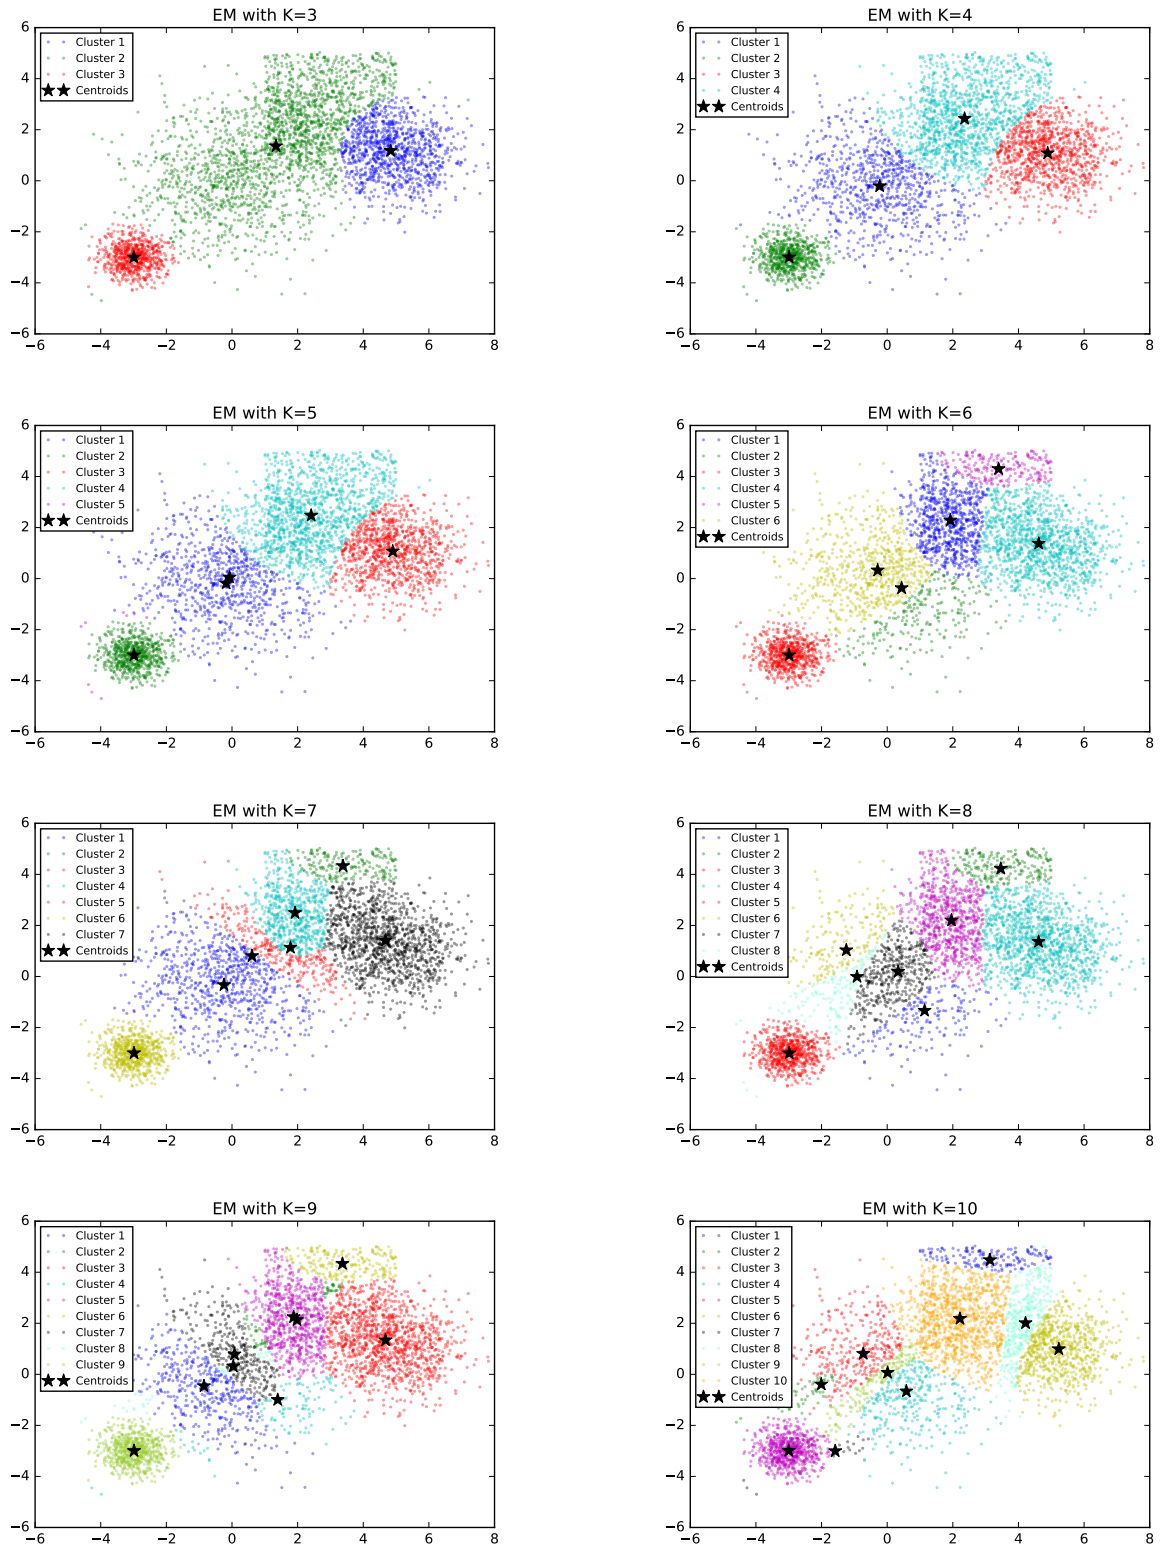 EM with K=3
6
4
2
0
−2
−4
−6
−6 −4 −2 0 2 4 6 8
Cluster 1
Cluster 2
Cluster 3
Centroids
EM with K=4
6
4
2
0
−2
−4
−6
−6 −4 −2 0 2 4 6 8
Cluster 1
Cluster 2
Cluster 3
Cluster 4
Centroids
EM with K=5
6
4
2
0
−2
−4
−6
−6 −4 −2 0 2 4 6 8
Cluster 1
Cluster 2
Cluster 3
Cluster 4
Cluster 5
Centroids
EM with K=6
6
4
2
0
−2
−4
−6
−6 −4 −2 0 2 4 6 8
Cluster 1
Cluster 2
Cluster 3
Cluster 4
Cluster 5
Cluster 6
Centroids
EM with K=7
6
4
2
0
−2
−4
−6
−6 −4 −2 0 2 4 6 8
Cluster 1
Cluster 2
Cluster 3
Cluster 4
Cluster 5
Cluster 6
Cluster 7
Centroids
EM with K=8
6
4
2
0
−2
−4
−6
−6 −4 −2 0 2 4 6 8
Cluster 1
Cluster 2
Cluster 3
Cluster 4
Cluster 5
Cluster 6
Cluster 7
Cluster 8
Centroids
EM with K=9
6
4
2
0
−2
−4
−6
−6 −4 −2 0 2 4 6 8
Cluster 1
Cluster 2
Cluster 3
Cluster 4
Cluster 5
Cluster 6
Cluster 7
Cluster 8
Cluster 9
Centroids
EM with K=10
6
4
2
0
−2
−4
−6
−6 −4 −2 0 2 4 6 8
Cluster 1
Cluster 2
Cluster 3
Cluster 4
Cluster 5
Cluster 6
Cluster 7
Cluster 8
Cluster 9
Cluster 10
Centroids